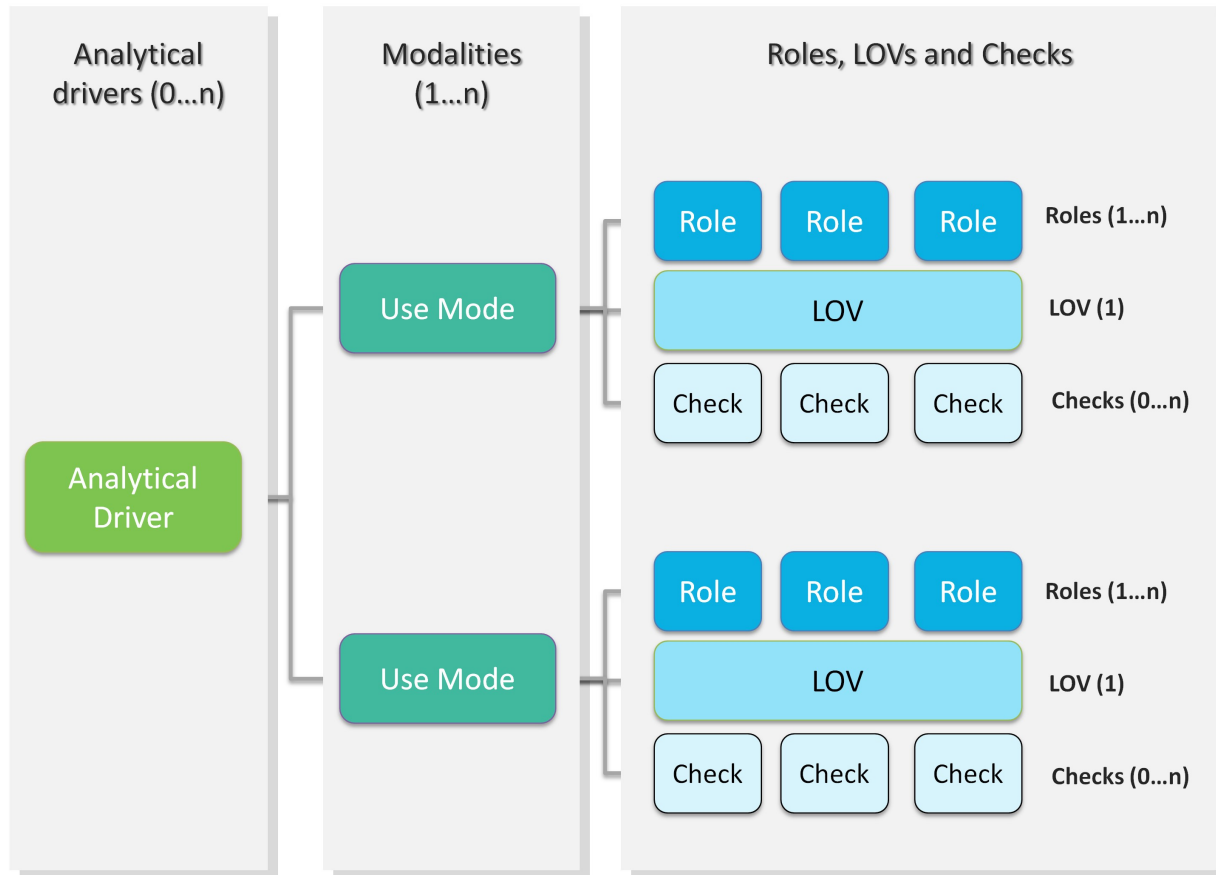 Analytical
drivers (0...n)
Modalities
(1...n)
Roles, LOVs and Checks
Analytical
Driver
Use Mode
Role Role Role Roles (1...n)
LOV LOV (1)
Check Check Check Checks (0...n)
Use Mode
Role Role Role Roles (1...n)
LOV LOV (1)
Check Check Check Checks (0...n)